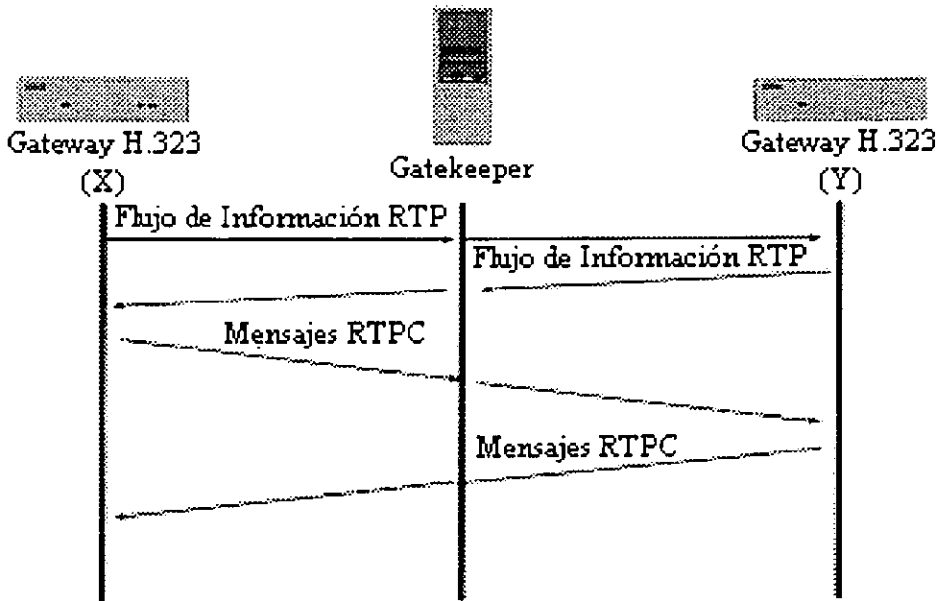 Gateway H.323
(X)
Gatekeeper
Gateway H.323
(Y)
Flujo de Información RTP
Flujo de Información RTP
Mensajes RTPC
Mensajes RTPC